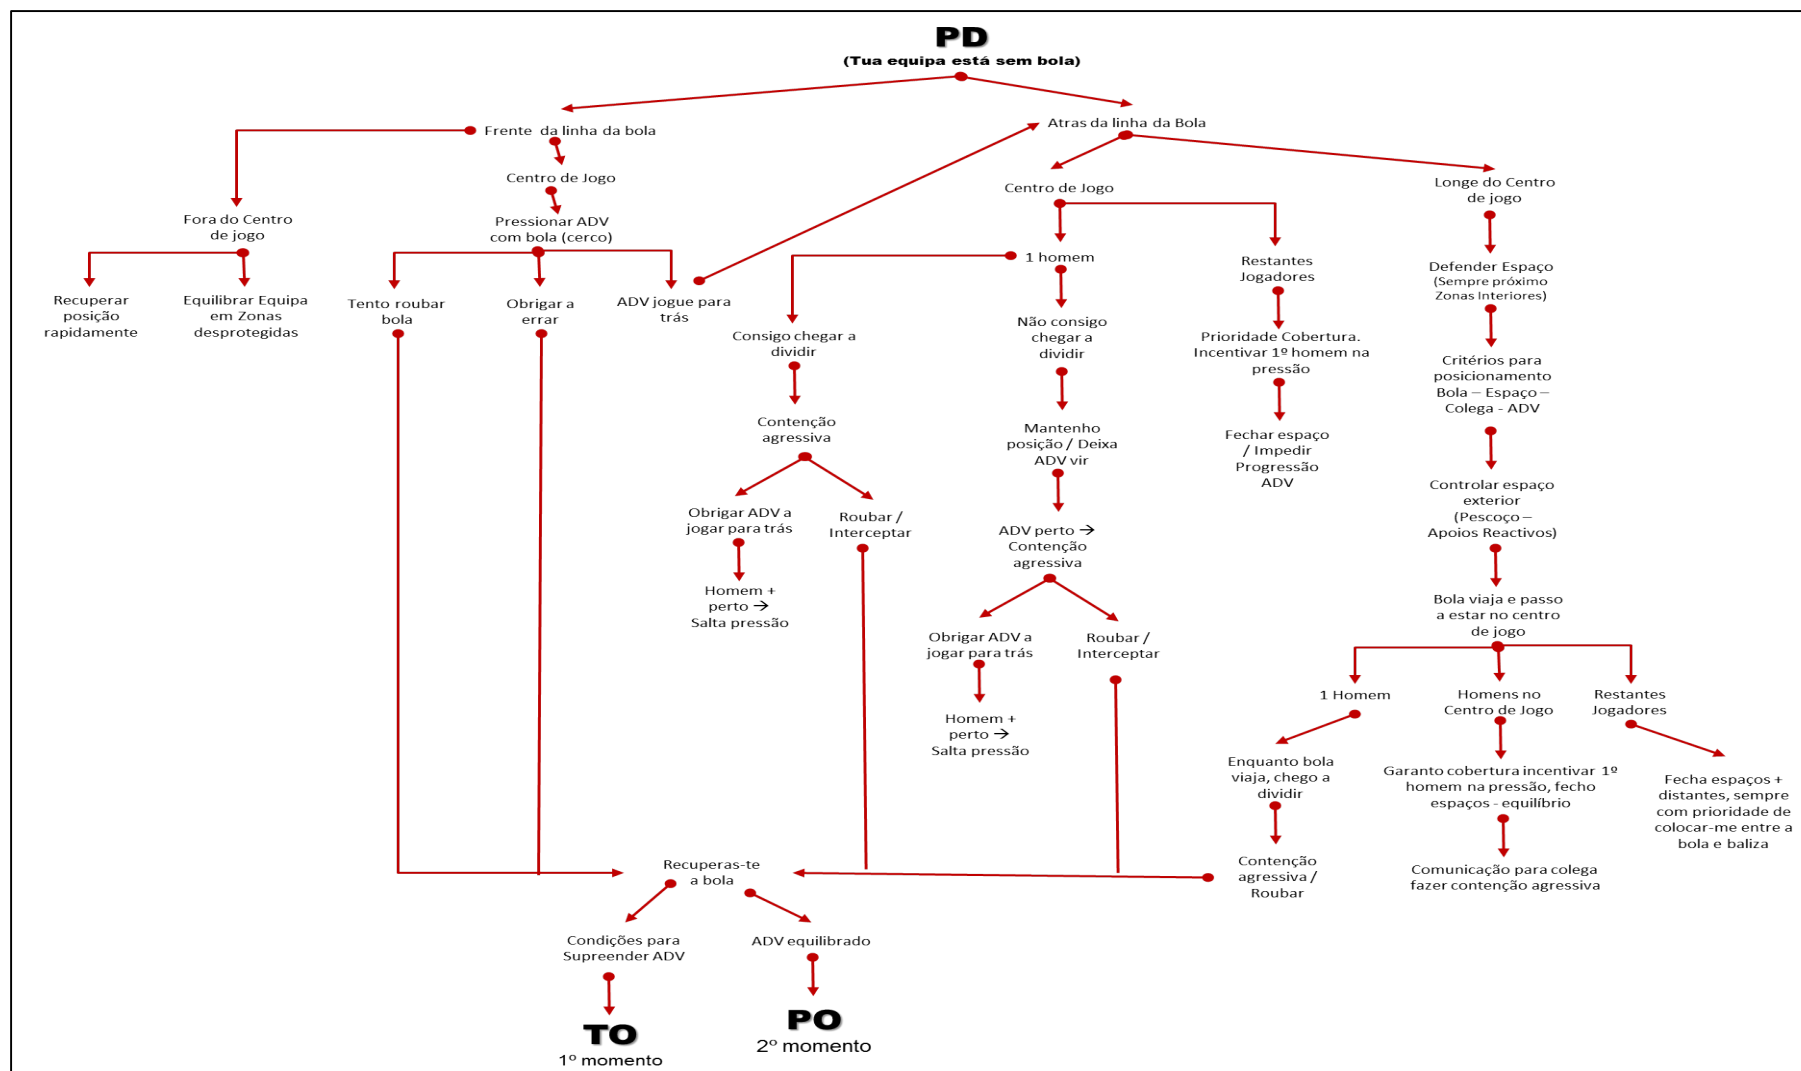 PD
(Tua equipa está sem bola)
Frente da linha da bola
Atras da linha da Bola
Centro de Jogo
Centro de Jogo
Longe do Centro
de jogo
Fora do Centro
de jogo
Pressionar ADV
com bola (cerco)
1 homem
Restantes
Jogadores
Defender Espaço
(Sempre próximo
Zonas Interiores)
Recuperar
posição
rapidamente
Equilibrar Equipa
em Zonas
desprotegidas
Tento roubar
bola
Obrigar a
errar
ADV jogue para
trás
Consigo chegar a
dividir
Não consigo
chegar a
dividir
Prioridade Cobertura.
Incentivar 1º homem na
pressão
Critérios para
posicionamento
Bola – Espaço –
Colega - ADV
Contenção
agressiva
Mantenho
posição / Deixa
ADV vir
Fechar espaço
/ Impedir
Progressão
ADV
Controlar espaço
exterior
(Pescoço –
Apoios Reactivos)
Obrigar ADV a
jogar para trás
Roubar /
Interceptar
ADV perto →
Contenção
agressiva
Homem +
perto →
Salta pressão
Bola viaja e passo
a estar no centro
de jogo
Obrigar ADV a
jogar para trás
Roubar /
Interceptar
1 Homem
Homens no
Centro de Jogo
Restantes
Jogadores
Homem +
perto →
Salta pressão
Enquanto bola
viaja, chego a
dividir
Garanto cobertura incentivar 1º
homem na pressão, fecho
espaços - equilíbrio
Fecha espaços +
distantes, sempre
com prioridade de
colocar-me entre a
bola e baliza
Recuperas-te
a bola
Contenção
agressiva /
Roubar
Comunicação para colega
fazer contenção agressiva
Condições para
Supreender ADV
ADV equilibrado
TO
1º momento
PO
2º momento